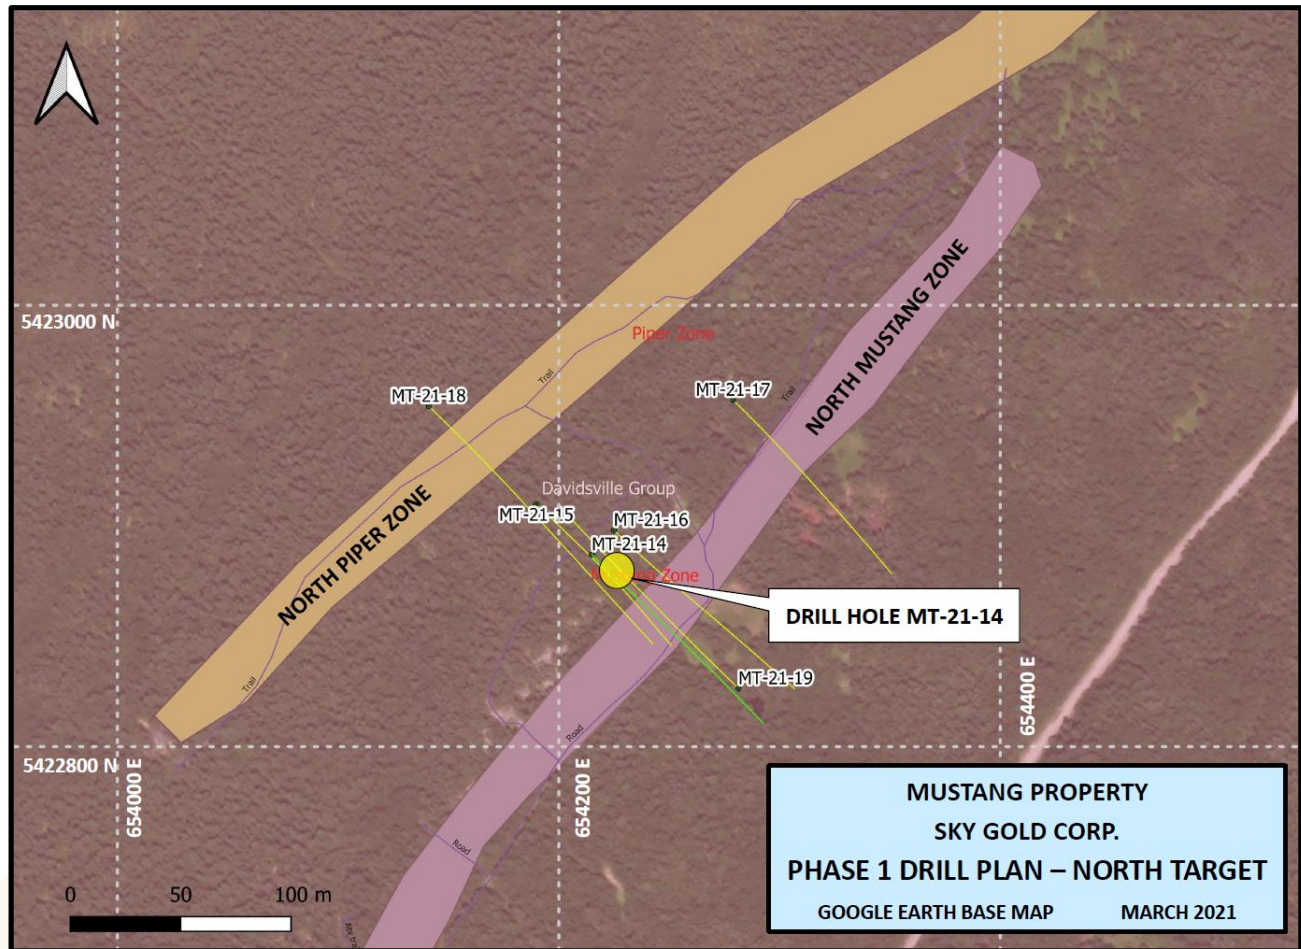 5423000 N
Piper Zone
NORTH MUSTANG ZONE
Trail
MT-21-18
MT-21-17
Trail
Davidsville Group
MT-21-15
MT-21-16
MT-21-14
NORTH PIPER ZONE
Zone
DRILL HOLE MT-21-14
MT-21-19
Trail
Road
5422800 N
654000 E
654200 E
654400 E
Road
0 50 100 m
MUSTANG PROPERTY
SKY GOLD CORP.
PHASE 1 DRILL PLAN – NORTH TARGET
GOOGLE EARTH BASE MAP MARCH 2021